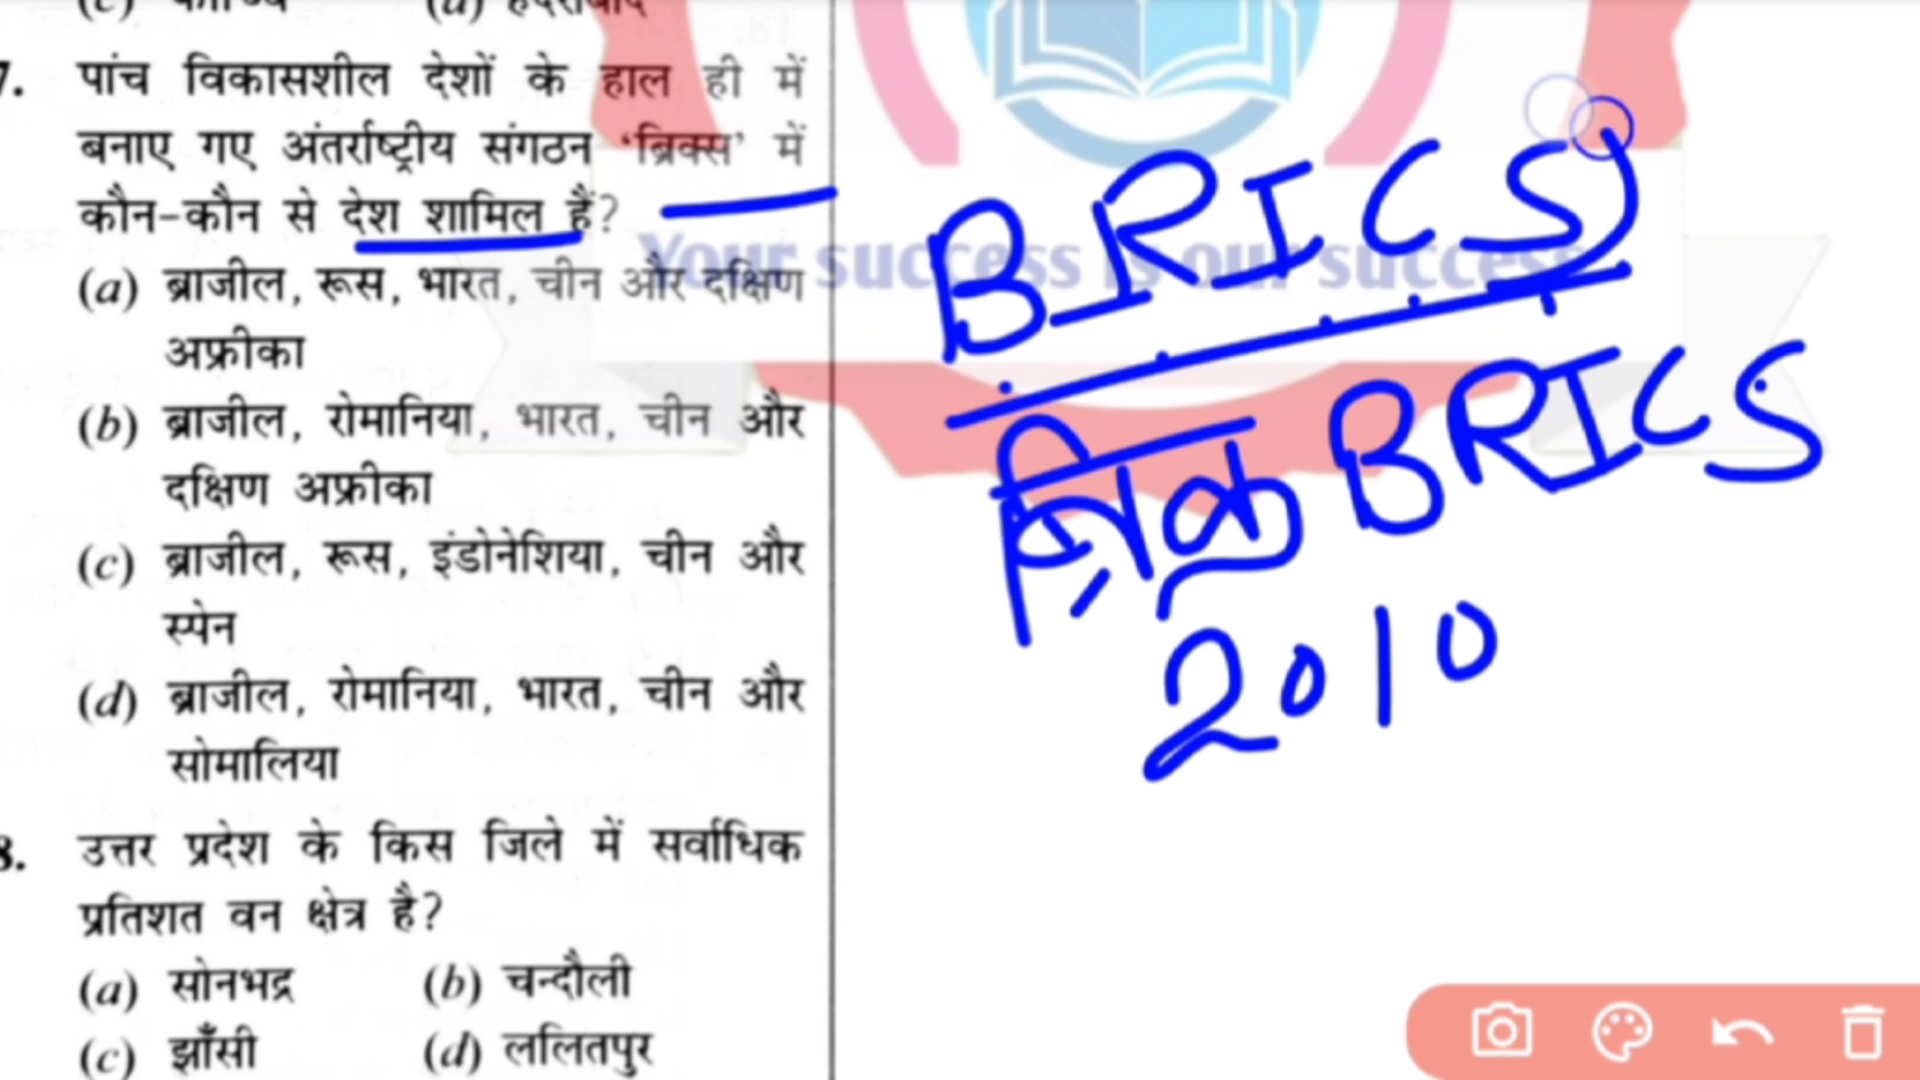 7. पांच विकासशील देशों के हाल ही में
बनाए गए अंतर्राष्ट्रीय संगठन ‘ब्रिक्स’ में
कौन-कौन से देश शामिल हैं?
(a) ब्राजील, रूस, भारत, चीन और दक्षिण
अफ्रीका
(b) ब्राजील, रोमानिया, भारत, चीन और
दक्षिण अफ्रीका
(c) ब्राजील, रूस, इंडोनेशिया, चीन और
स्पेन
(d) ब्राजील, रोमानिया, भारत, चीन और
सोमालिया
8. उत्तर प्रदेश के किस जिले में सर्वाधिक
प्रतिशत वन क्षेत्र है?
(a) सोनभद्र (b) चन्दौली
(c) झाँसी (d) ललितपुर
Your success is our success
BRICS)
BRICS
2010